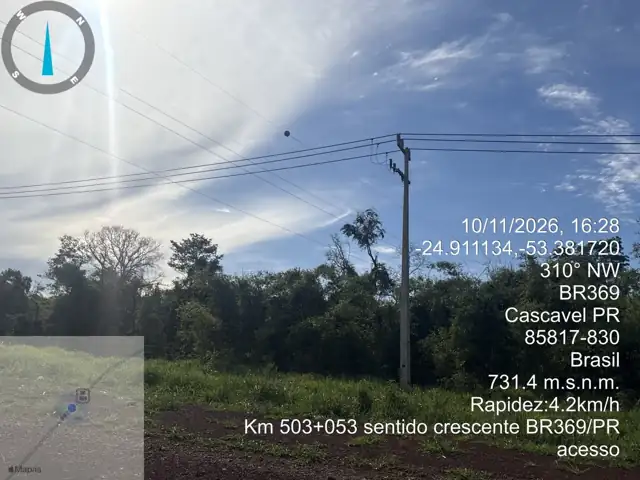 N
W
E
S
10/11/2026, 16:28
-24.911134,-53.381720
310° NW
BR369
Cascavel PR
85817-830
Brasil
731.4 m.s.n.m.
Rapidez:4.2km/h
Km 503+053 sentido crescente BR369/PR
acesso
Mapas